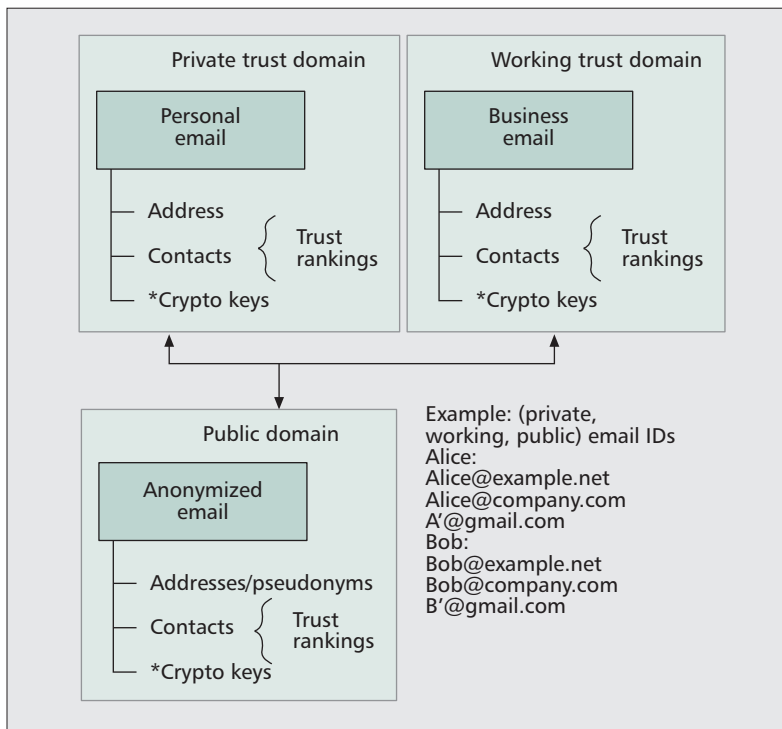 Private trust domain
Personal
email
Address
Contacts
Trust
rankings
*Crypto keys
Working trust domain
Business
email
Address
Contacts
Trust
rankings
*Crypto keys
Public domain
Anonymized
email
Addresses/pseudonyms
Contacts
Trust
rankings
*Crypto keys
Example: (private,
working, public) email IDs
Alice:
Alice@example.net
Alice@company.com
A’@gmail.com
Bob:
Bob@example.net
Bob@company.com
B’@gmail.com